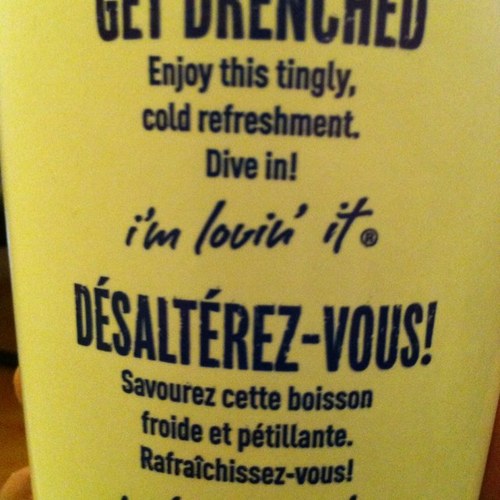 GET DRENCHED
Enjoy this tingly,
cold refreshment.
Dive in!
i'm lovin' it®
DÉSALTÉREZ-VOUS!
Savourez cette boisson
froide et pétillante.
Rafraîchissez-vous!